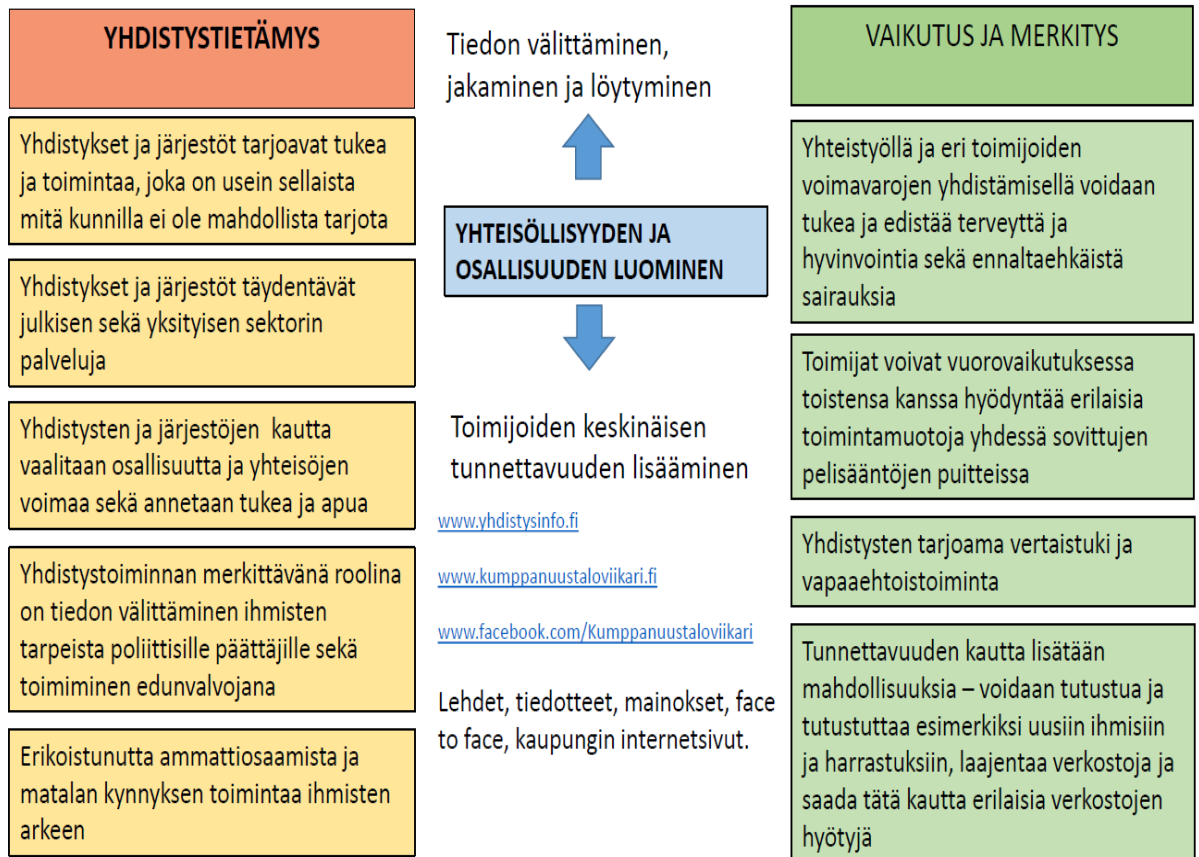 YHDISTYSTIETÄMYS
Yhdistykset ja järjestöt tarjoavat tukea
ja toimintaa, joka on usein sellaista
mitä kunnilla ei ole mahdollista tarjota
Yhdistykset ja järjestöt täydentävät
julkisen sekä yksityisen sektorin
palveluja
Yhdistysten ja järjestöjen kautta
vaalitaan osallisuutta ja yhteisöjen
voimaa sekä annetaan tukea ja apua
Yhdistystoiminnan merkittävänä roolina
on tiedon välittäminen ihmisten
tarpeista poliittisille päättäjille sekä
toimiminen edunvalvojana
Erikoistunutta ammattiosaamista ja
matalan kynnyksen toimintaa ihmisten
arkeen
Tiedon välittäminen,
jakaminen ja löytyminen
YHTEISÖLLISYYDEN JA
OSALLISUUDEN LUOMINEN
Toimijoiden keskinäisen
tunnettavuuden lisääminen
www.yhdistysinfo.fi
www.kumppanuustaloviikari.fi
www.facebook.com/Kumppanuustaloviikari
Lehdet, tiedotteet, mainokset, face
to face, kaupungin internetsivut.
VAIKUTUS JA MERKITYS
Yhteistyöllä ja eri toimijoiden
voimavarojen yhdistämisellä voidaan
tukea ja edistää terveyttä ja
hyvinvointia sekä ennaltaehkäistä
sairauksia
Toimijat voivat vuorovaikutuksessa
toistensa kanssa hyödyntää erilaisia
toimintamuotoja yhdessä sovittujen
pelisääntöjen puitteissa
Yhdistysten tarjoama vertaistuki ja
vapaaehtoistoiminta
Tunnettavuuden kautta lisätään
mahdollisuuksia – voidaan tutustua ja
tutustuttaa esimerkiksi uusiin ihmisiin
ja harrastuksiin, laajentaa verkostoja ja
saada tätä kautta erilaisia verkostojen
hyötyjä